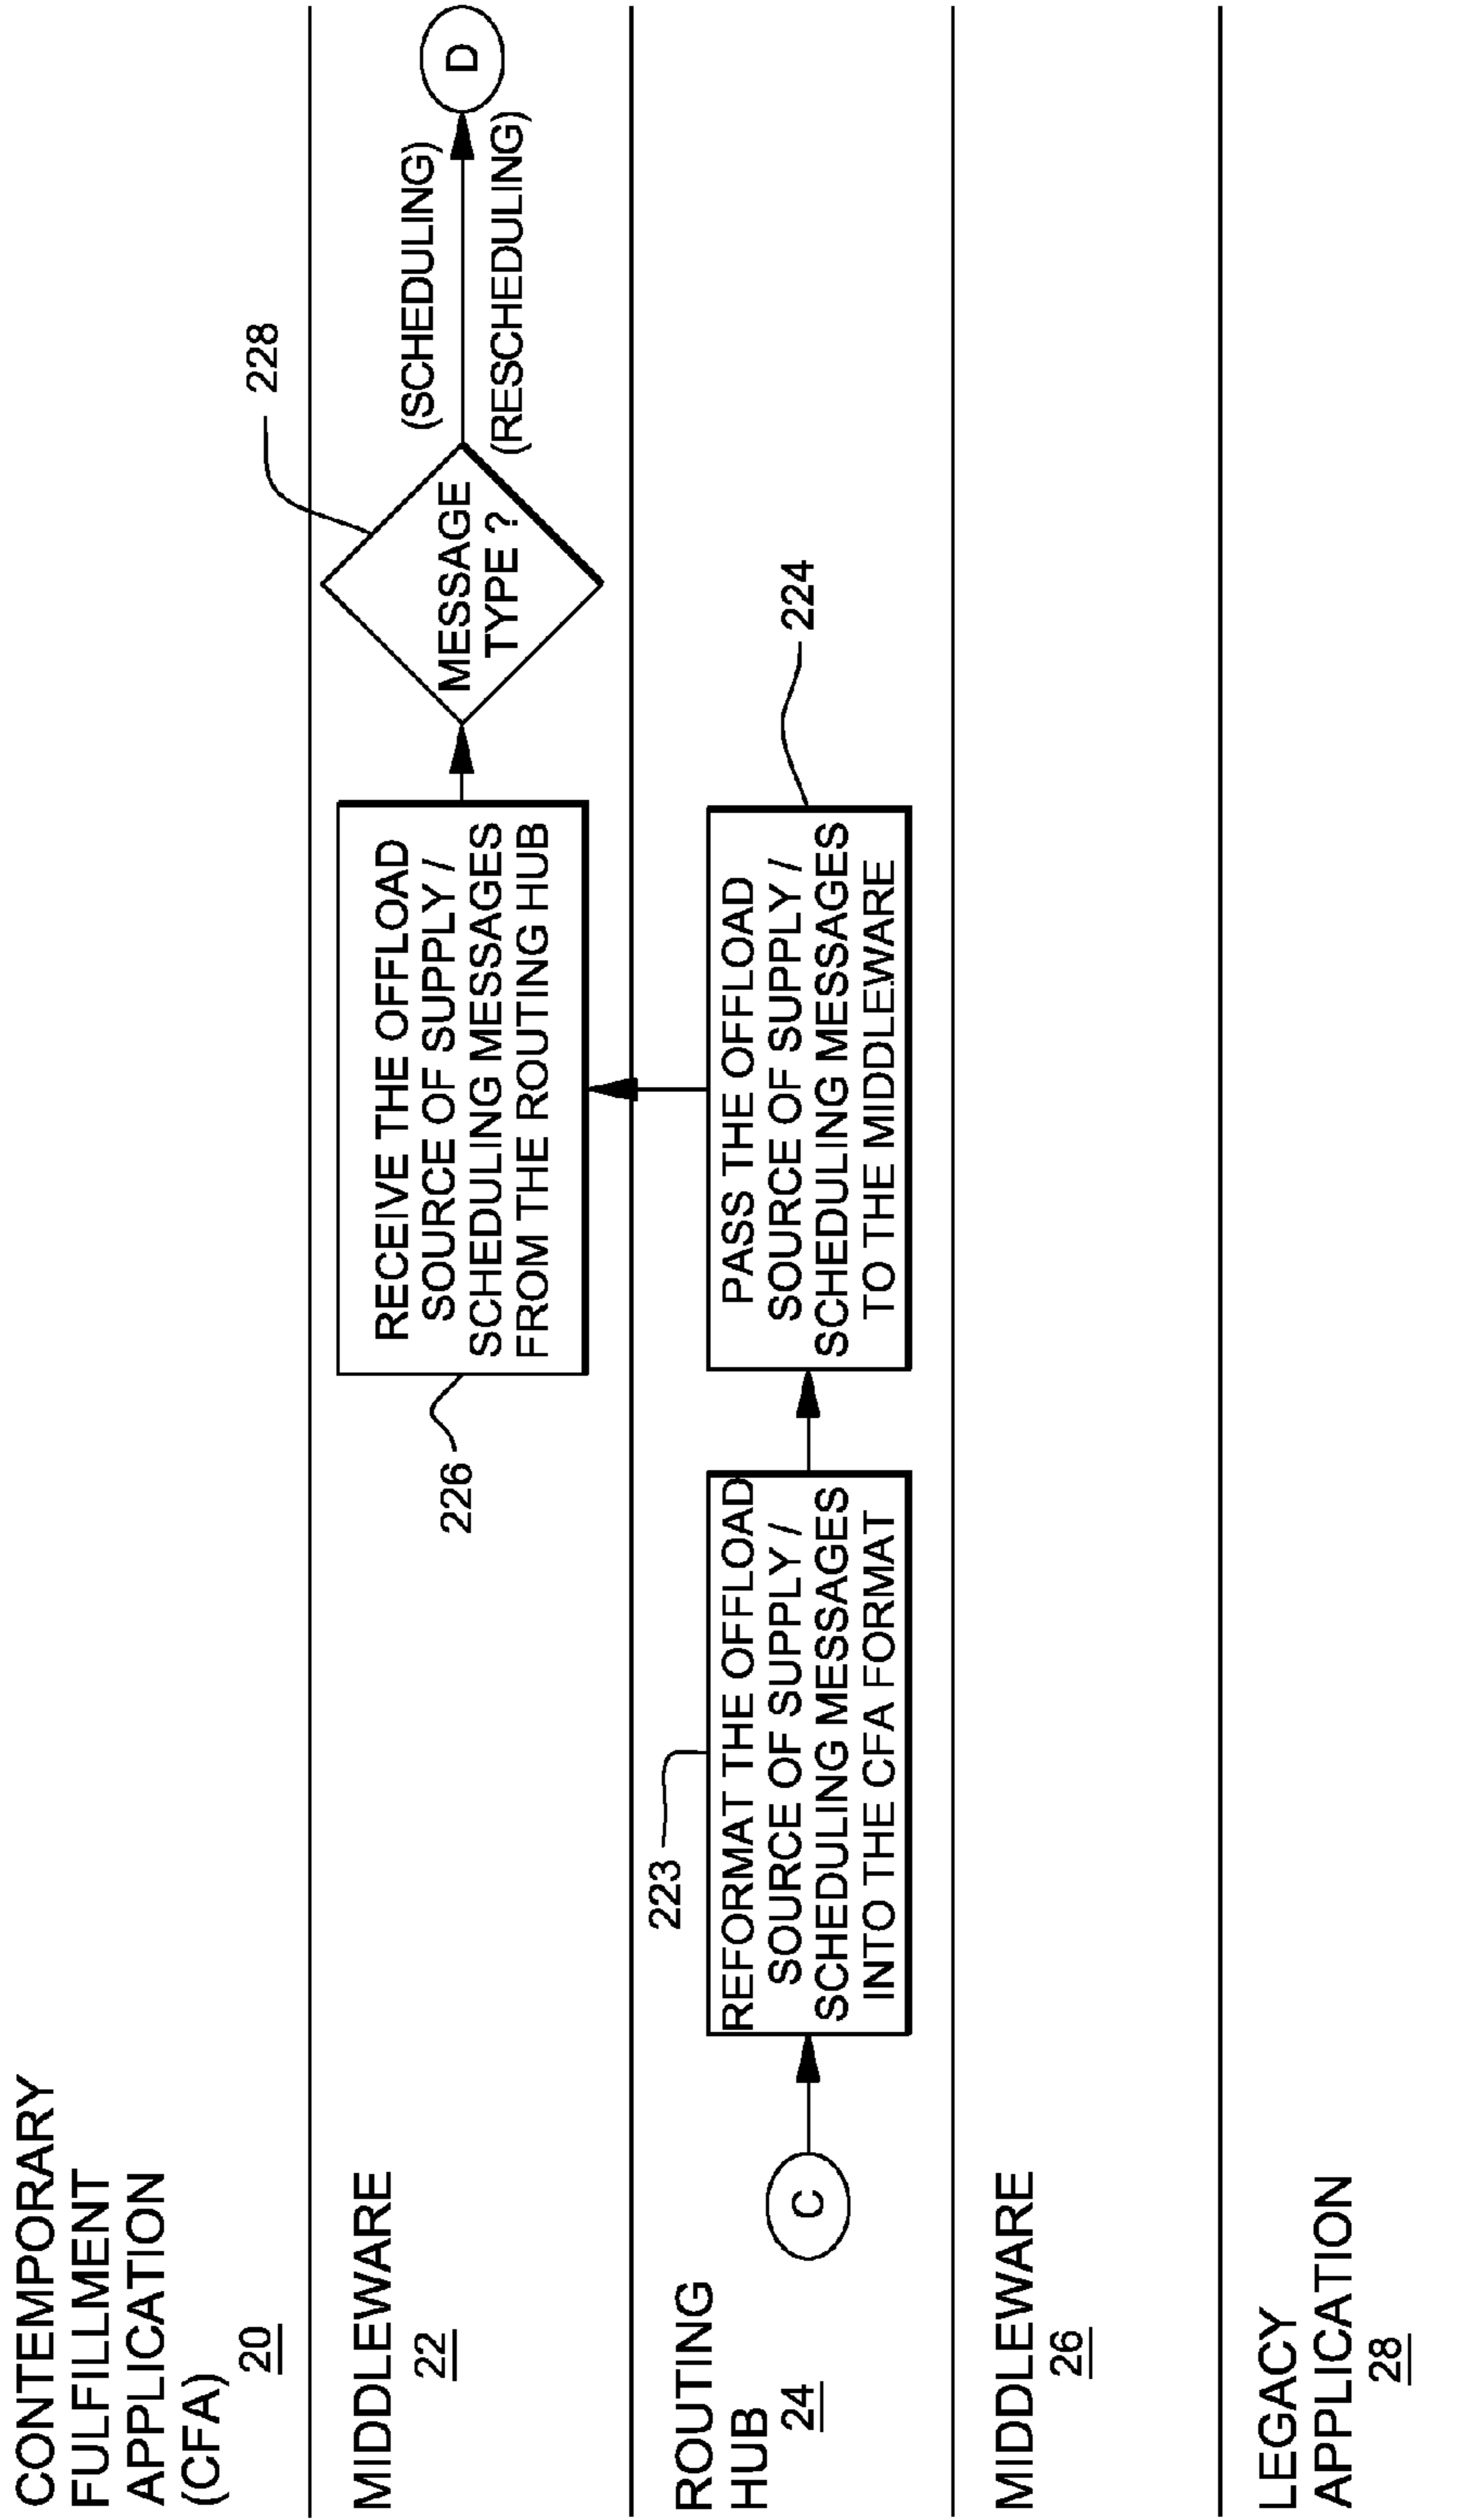 CONTEMPORARY
FULFILLMENT
APPLICATION
(CFA)
20
228
MIDDLEWARE
22
226
RECEIVE THE OFFLOAD
SOURCE OF SUPPLY /
SCHEDULING MESSAGES
FROM THE ROUTING HUB
MESSAGE
TYPE ?
(SCHEDULING)
(RESCHEDULING)
D
ROUTING
HUB
24
C
223
REFORMAT THE OFFLOAD
SOURCE OF SUPPLY /
SCHEDULING MESSAGES
INTO THE CFA FORMAT
PASS THE OFFLOAD
SOURCE OF SUPPLY /
SCHEDULING MESSAGES
TO THE MIDDLEWARE
224
MIDDLEWARE
26
LEGACY
APPLICATION
28